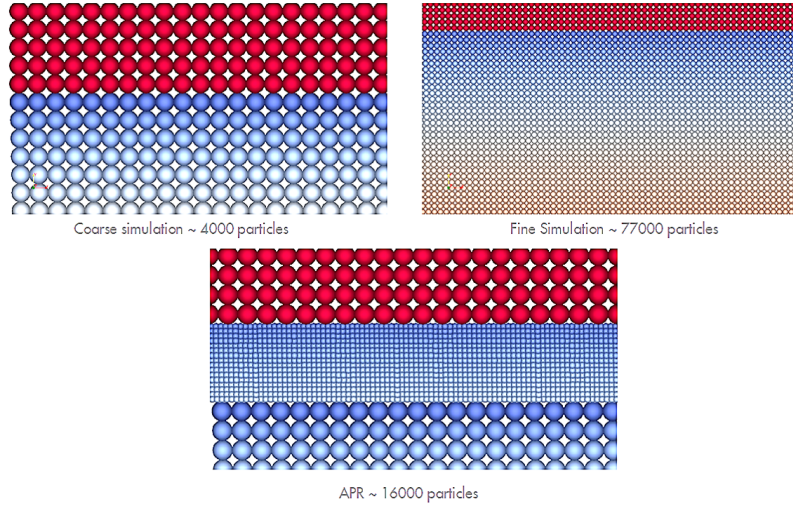 Coarse simulation ~ 4000 particles
Fine Simulation ~ 77000 particles
APR ~ 16000 particles